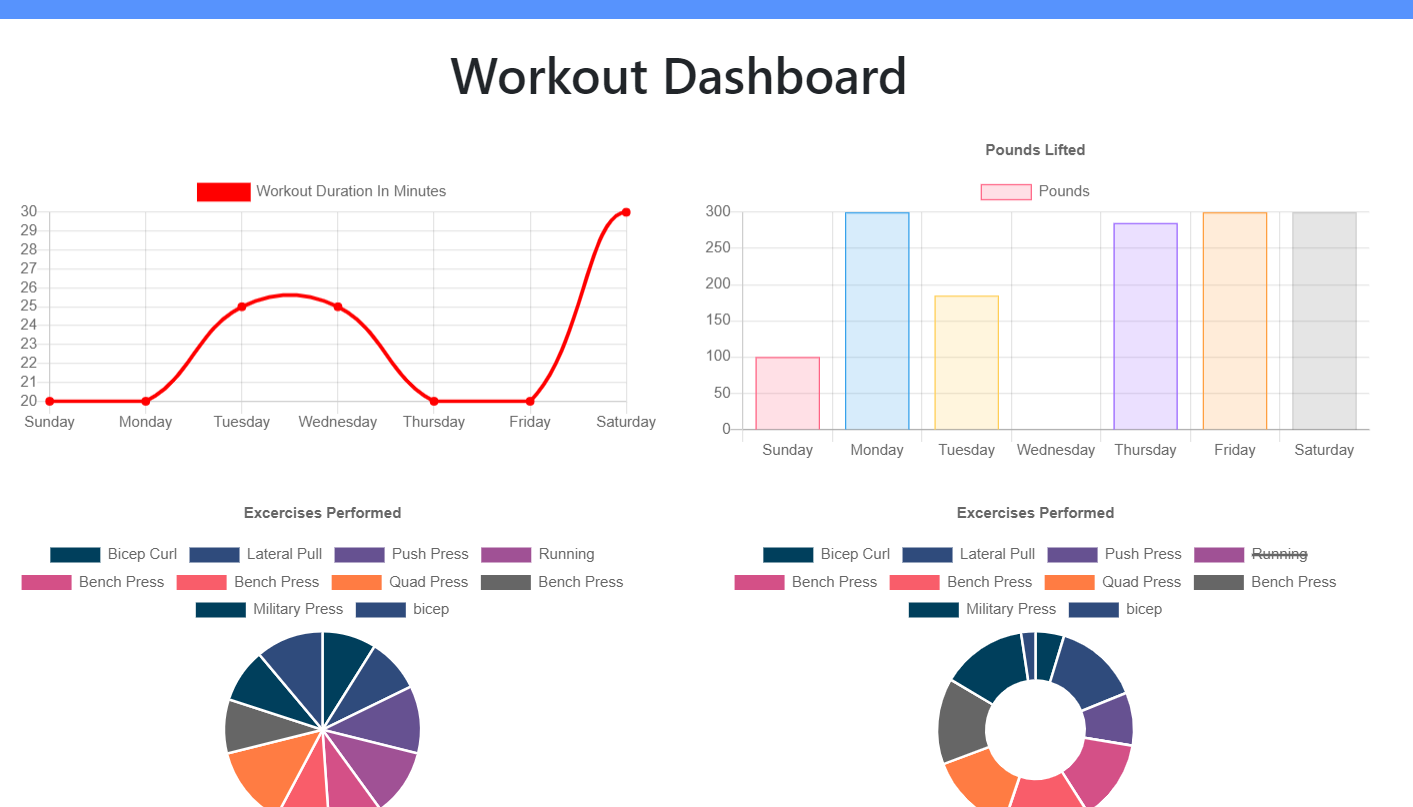 Workout Dashboard
Workout Duration In Minutes
30
29
28
27
26
25
24
23
22
21
20
Sunday Monday Tuesday Wednesday Thursday Friday Saturday
Pounds Lifted
Pounds
300
250
200
150
100
50
0
Sunday Monday Tuesday Wednesday Thursday Friday Saturday
Excercises Performed
Bicep Curl Lateral Pull Push Press Running
Bench Press Bench Press Quad Press Bench Press
Military Press bicep
Excercises Performed
Bicep Curl Lateral Pull Push Press Running
Bench Press Bench Press Quad Press Bench Press
Military Press bicep